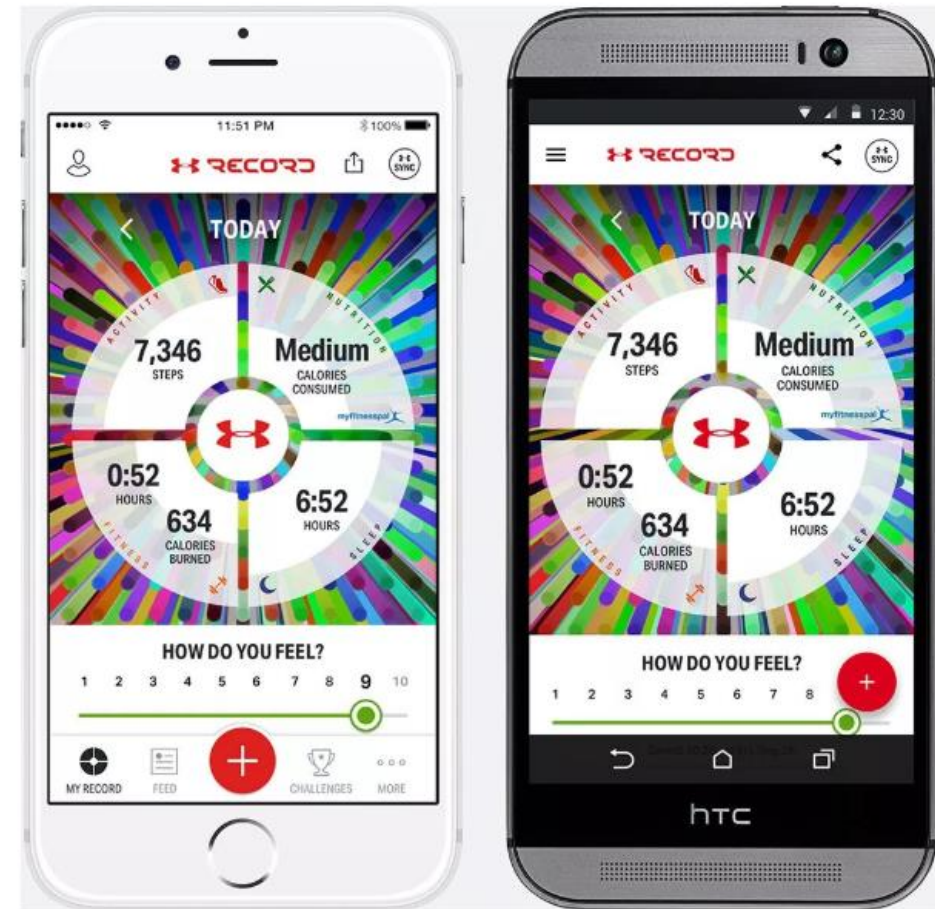 11:51 PM
100%
RECORD
SYNC
TODAY
ACTIVITY
NUTRITION
7,346
STEPS
Medium
CALORIES
CONSUMED
myfitnesspal
0:52
HOURS
634
CALORIES
BURNED
6:52
HOURS
FITNESS
SLEEP
HOW DO YOU FEEL?
1 2 3 4 5 6 7 8 9 10
+
MY RECORD FEED CHALLENGES MORE
12:30
RECORD
SYNC
TODAY
ACTIVITY
NUTRITION
7,346
STEPS
Medium
CALORIES
CONSUMED
myfitnesspal
0:52
HOURS
634
CALORIES
BURNED
6:52
HOURS
FITNESS
SLEEP
HOW DO YOU FEEL?
1 2 3 4 5 6 7 8
+
hTC